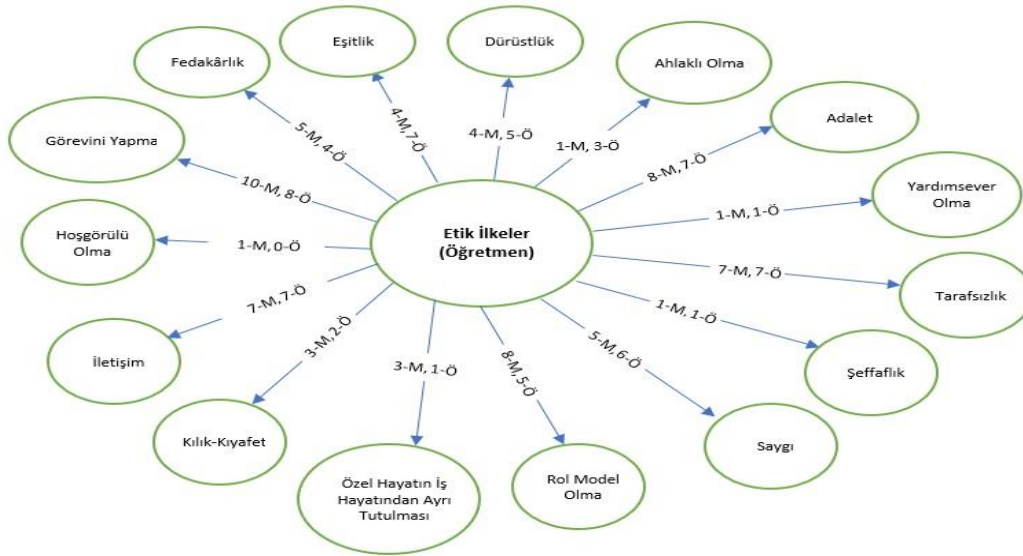 Eşitlik
Dürüstlük
Fedakârlık
Ahlaklı Olma
Adalet
Görevini Yapma
Yardımsever
Olma
Hoşgörülü
Olma
Tarafsızlık
İletişim
Şeffaflık
Kılık-Kıyafet
Saygı
Özel Hayatın İş
Hayatından Ayrı
Tutulması
Rol Model
Olma
Etik İlkeler
(Öğretmen)
4-M,7-Ö
4-M, 5-Ö
5-M,4-Ö
1-M, 3-Ö
8-M,7-Ö
10-M, 8-Ö
1-M,1-Ö
1-M,0-Ö
7-M,7-Ö
7-M,7-Ö
1-M,1-Ö
3-M,2-Ö
5-M,6-Ö
3-M,1-Ö
8-M,5-Ö